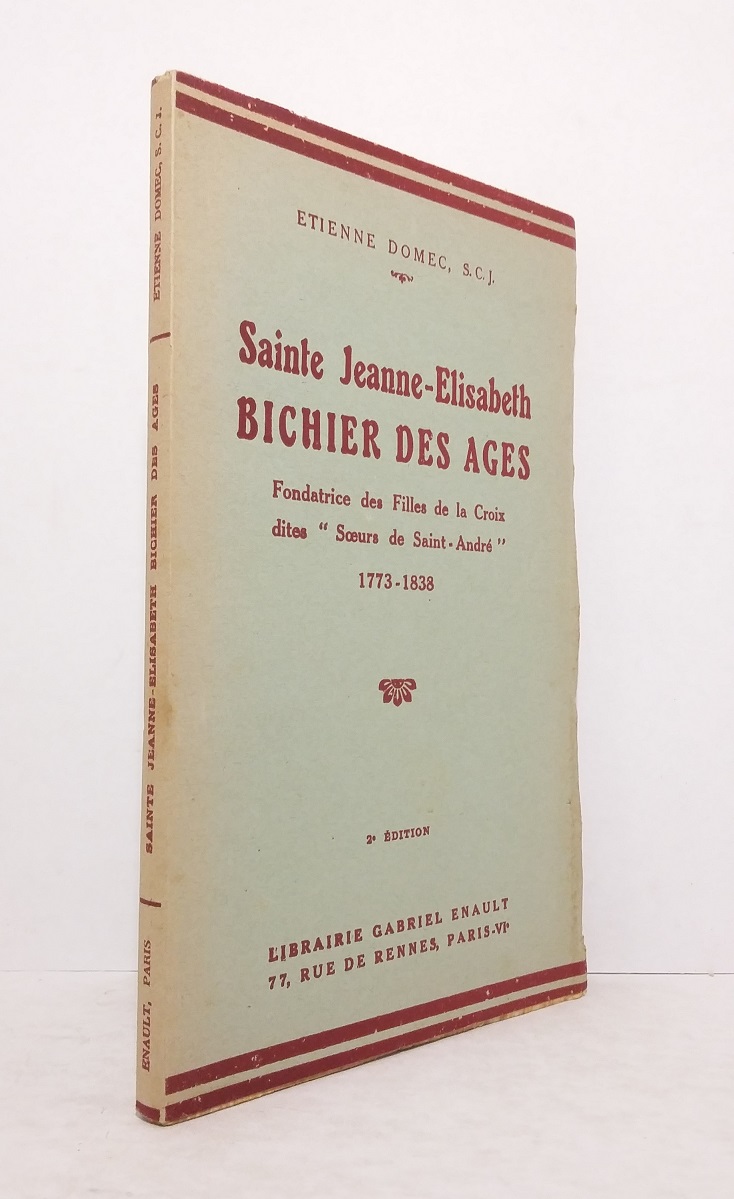 ETIENNE DOMEC, S.C.J.
Sainte Jeanne-Elisabeth
BICHIER DES AGES
Fondatrice des Filles de la Croix
dites “ Sœurs de Saint-André ”
1773-1838
2e ÉDITION
LIBRAIRIE GABRIEL ENAULT
77, RUE DE RENNES, PARIS-VIe
ENAULT, PARIS
SAINTE JEANNE-ELISABETH BICHIER DES AGES
ETIENNE DOMEC, S. C. J.